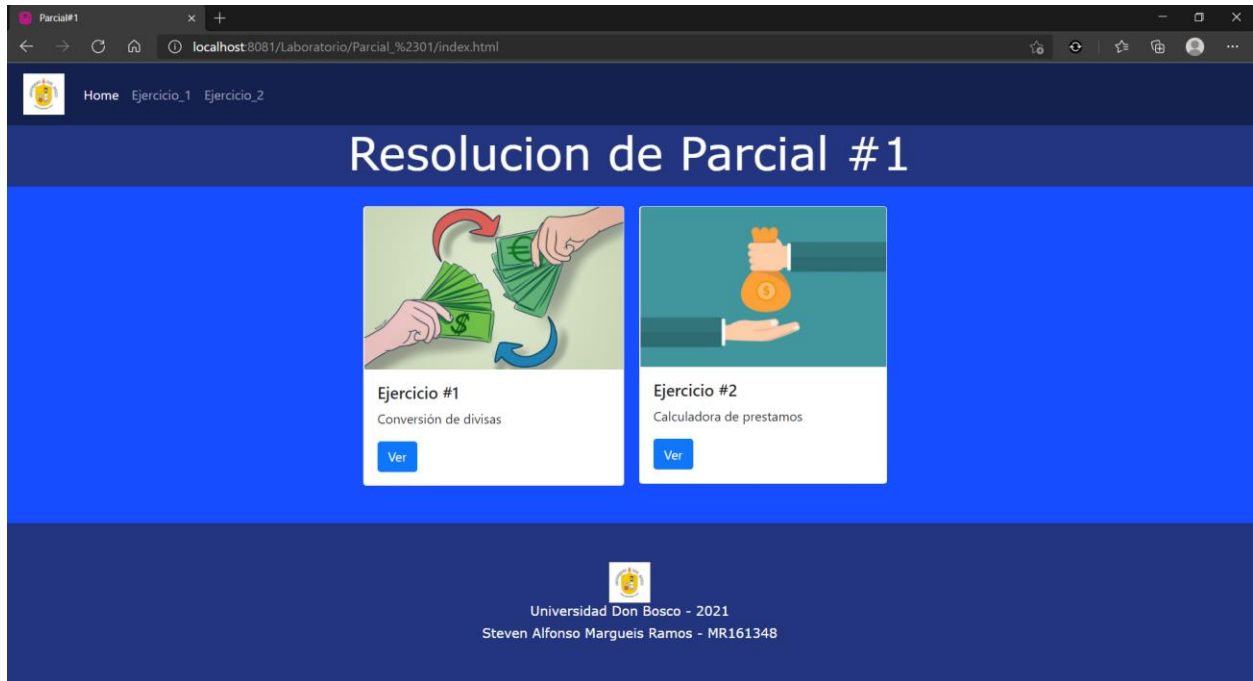 Parcial#1
localhost:8081/Laboratorio/Parcial_%2301/index.html
Home Ejercicio_1 Ejercicio_2
Resolucion de Parcial #1
Ejercicio #1
Conversión de divisas
Ver
Ejercicio #2
Calculadora de prestamos
Ver
Universidad Don Bosco - 2021
Steven Alfonso Margueis Ramos - MR161348